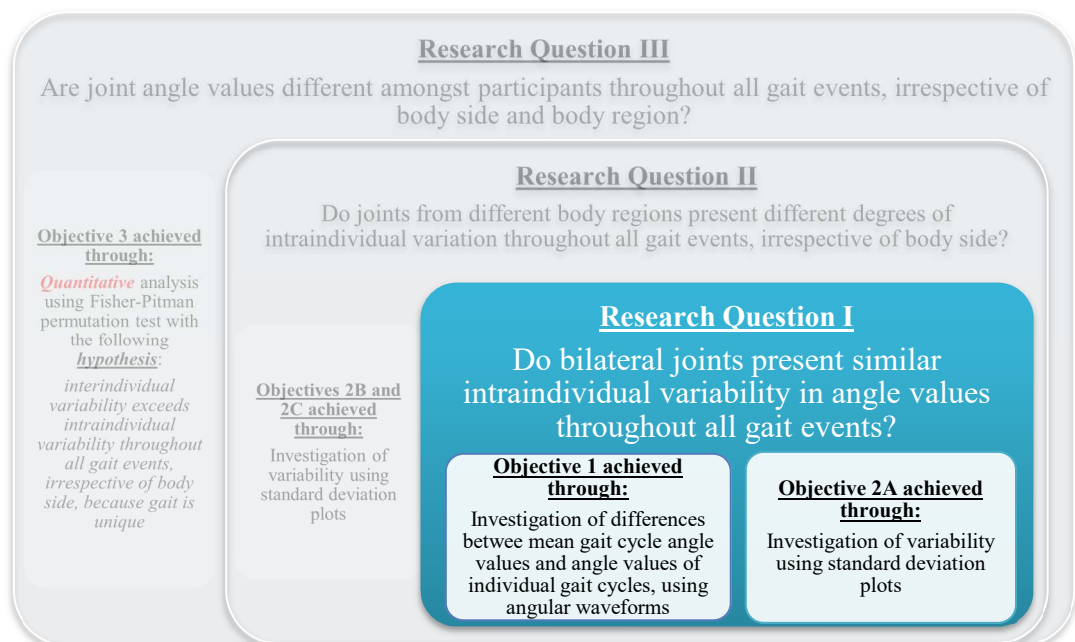 Research Question III
Are joint angle values different amongst participants throughout all gait events, irrespective of
body side and body region?
Research Question II
Do joints from different body regions present different degrees of
intraindividual variation throughout all gait events, irrespective of body side?
Objective 3 achieved
through:
Quantitative analysis
using Fisher-Pitman
permutation test with
the following
hypothesis:
interindividual
variability exceeds
intraindividual
variability throughout
all gait events,
irrespective of body
side, because gait is
unique
Objectives 2B and
2C achieved
through:
Investigation of
variability using
standard deviation
plots
Research Question I
Do bilateral joints present similar
intraindividual variability in angle values
throughout all gait events?
Objective 1 achieved
through:
Investigation of differences
betwee mean gait cycle angle
values and angle values of
individual gait cycles, using
angular waveforms
Objective 2A achieved
through:
Investigation of variability
using standard deviation
plots